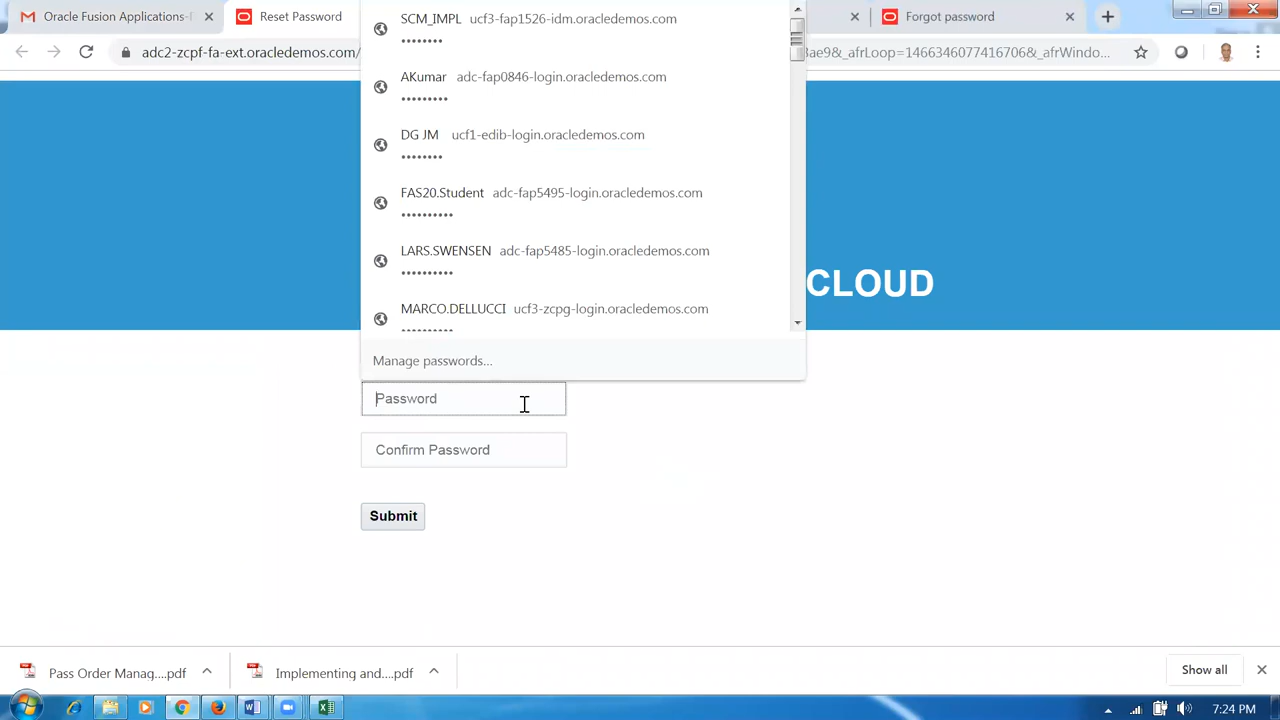 Oracle Fusion Applications
Reset Password
Forgot password
adc2-zcpf-fa-ext.oracledemos.com/
3ae9&_afrLoop=1466346077416706&_afrWindo...
SCM_IMPL ucf3-fap1526-idm.oracledemos.com
••••••••
AKumar adc-fap0846-login.oracledemos.com
•••••••••
DG JM ucf1-edib-login.oracledemos.com
••••••••
FAS20.Student adc-fap5495-login.oracledemos.com
••••••••••
LARS.SWENSEN adc-fap5485-login.oracledemos.com
••••••••••
MARCO.DELLUCCI ucf3-zcpg-login.oracledemos.com
••••••••••
CLOUD
Manage passwords...
Password
Confirm Password
Submit
Pass Order Manag....pdf
Implementing and....pdf
Show all
7:24 PM